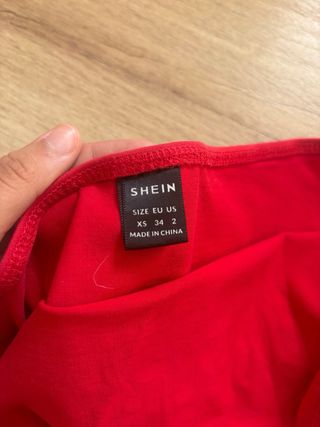 SHEIN
SIZE EU US
XS 34 2
MADE IN CHINA